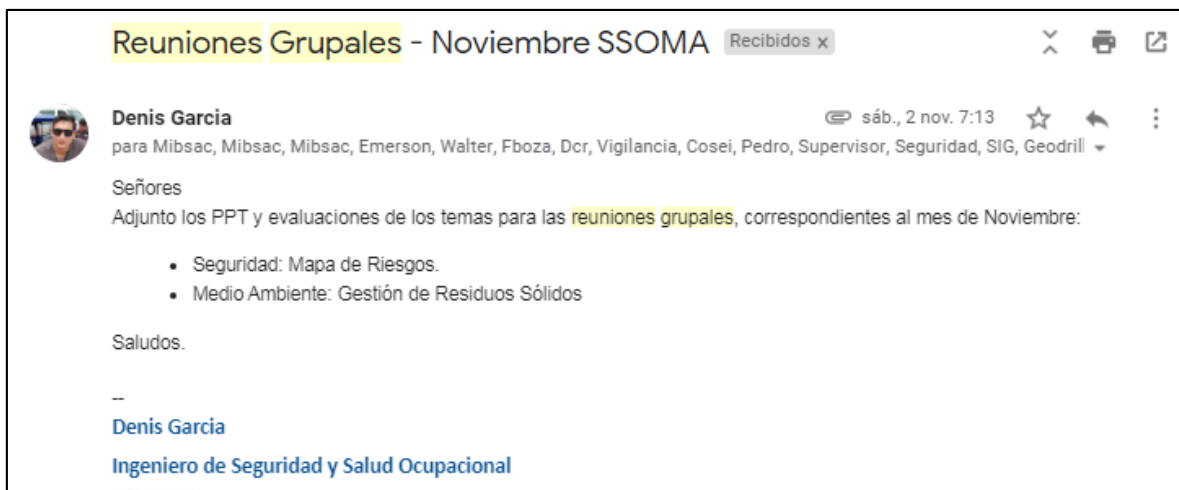 Reuniones Grupales - Noviembre SSOMA Recibidos x
Denis Garcia sáb., 2 nov. 7:13
para Mibsac, Mibsac, Mibsac, Emerson, Walter, Fboza, Dcr, Vigilancia, Cosei, Pedro, Supervisor, Seguridad, SIG, Geodrill
Señores
Adjunto los PPT y evaluaciones de los temas para las reuniones grupales, correspondientes al mes de Noviembre:
• Seguridad: Mapa de Riesgos.
• Medio Ambiente: Gestión de Residuos Sólidos
Saludos.
--
Denis Garcia
Ingeniero de Seguridad y Salud Ocupacional